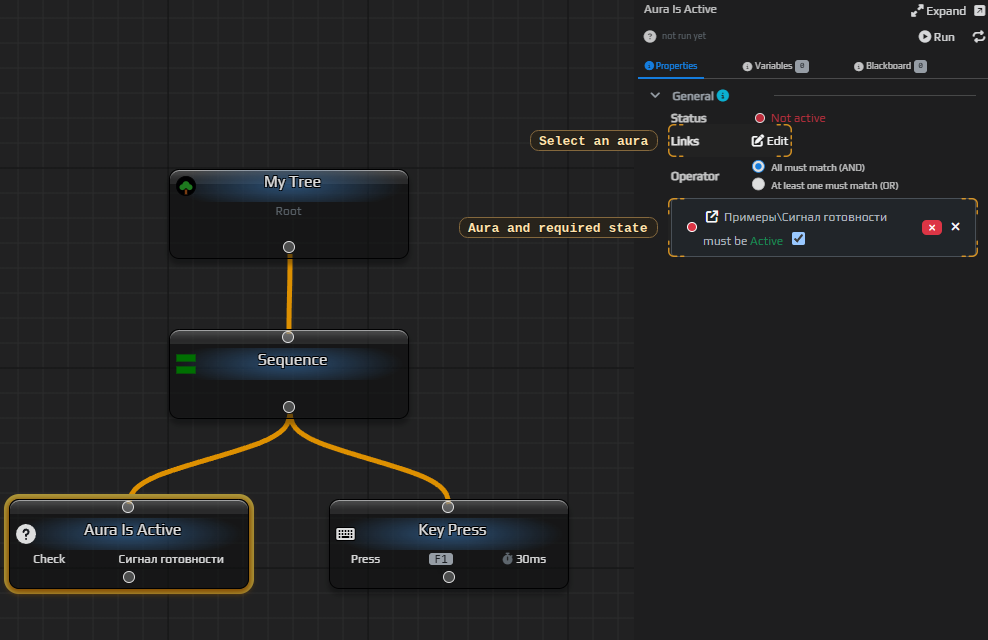 Aura Is Active
Expand
not run yet
Run
Properties
Variables 0
Blackboard 0
General
Status Not active
Select an aura
Links Edit
Operator
All must match (AND)
At least one must match (OR)
Aura and required state
Примеры\Сигнал готовности
must be Active
My Tree
Root
Sequence
Aura Is Active
Check Сигнал готовности
Key Press
Press F1 30ms